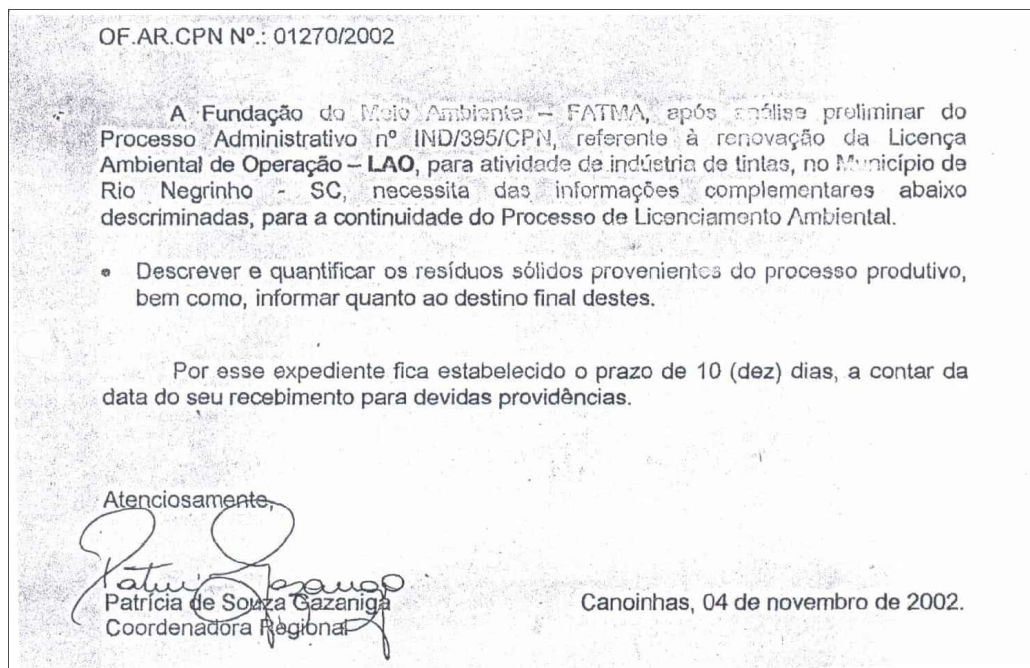 OF.AR.CPN Nº.: 01270/2002
A Fundação do Meio Ambiente – FATMA, após análise preliminar do
Processo Administrativo nº IND/395/CPN, referente à renovação da Licença
Ambiental de Operação – LAO, para atividade de indústria de tintas, no Município de
Rio Negrinho - SC, necessita das informações complementares abaixo
descriminadas, para a continuidade do Processo de Licenciamento Ambiental.
• Descrever e quantificar os resíduos sólidos provenientes do processo produtivo,
bem como, informar quanto ao destino final destes.
Por esse expediente fica estabelecido o prazo de 10 (dez) dias, a contar da
data do seu recebimento para devidas providências.
Atenciosamente,
Patrícia de Souza Gazaniga
Coordenadora Regional
Canoinhas, 04 de novembro de 2002.